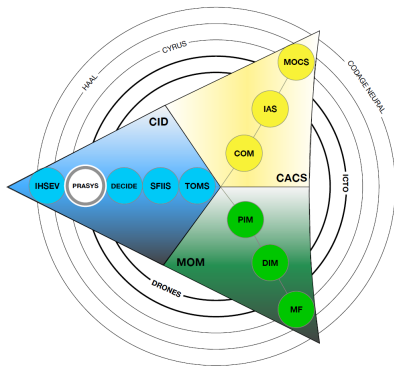 CODAGE NEURAL
CYRUS
HAAL
MOCS
IAS
CID
COM
CACS
ICTO
IHSEV
PRASYS
DECIDE
SFIIS
TOMS
PIM
MOM
DIM
DRONES
MF